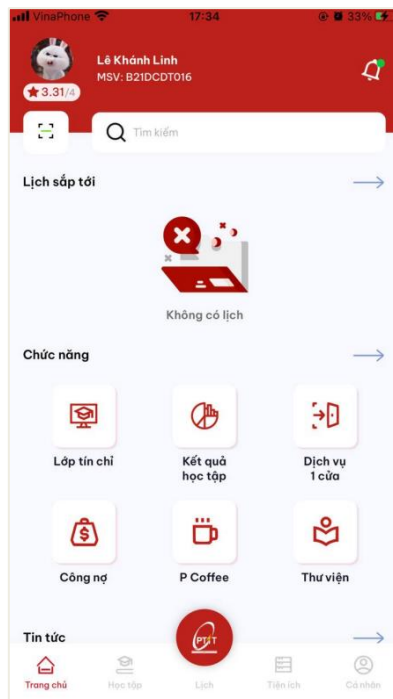 VinaPhone 17:34 33%
Lê Khánh Linh
MSV: B21DCDT016
3.31/4
Tìm kiếm
Lịch sắp tới
Không có lịch
Chức năng
Lớp tín chỉ
Kết quả
học tập
Dịch vụ
1 cửa
Công nợ
P Coffee
Thư viện
Tin tức
PTIT
Trang chủ
Học tập
Lịch
Tiện ích
Cá nhân